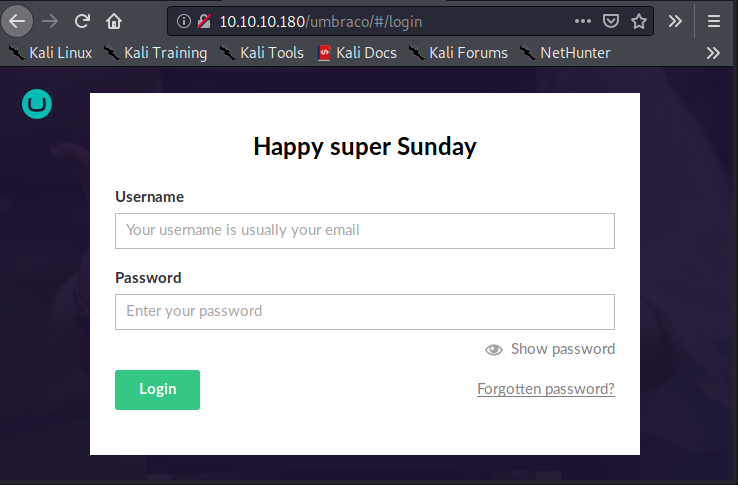 10.10.10.180/umbraco/#/login
Kali Linux Kali Training Kali Tools Kali Docs Kali Forums NetHunter
Happy super Sunday
Username
Your username is usually your email
Password
Enter your password
Show password
Login Forgotten password?